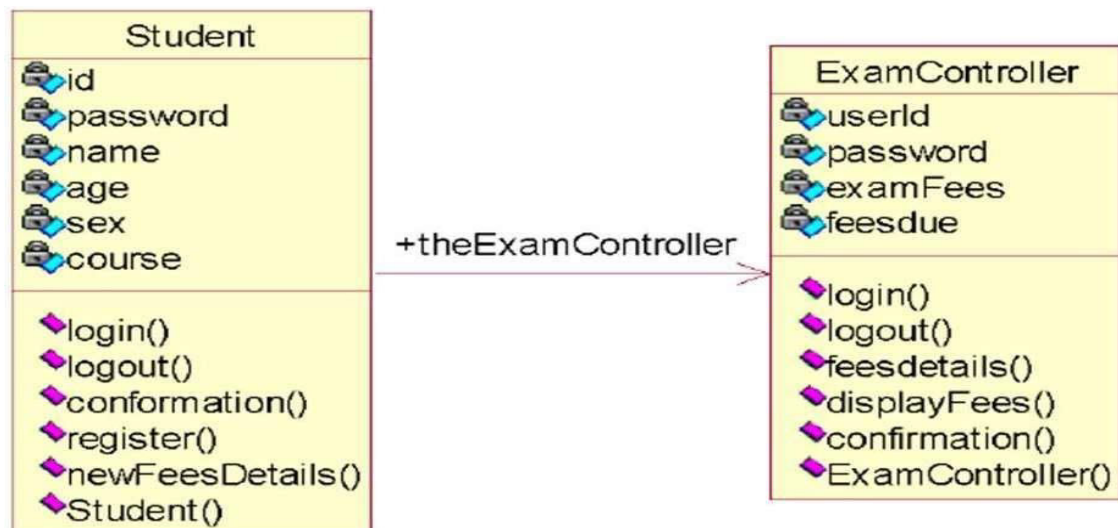 Student
id
password
name
age
sex
course
login()
logout()
conformation()
register()
newFeesDetails()
Student()
+theExamController
ExamController
userId
password
examFees
feesdue
login()
logout()
feesdetails()
displayFees()
confirmation()
ExamController()